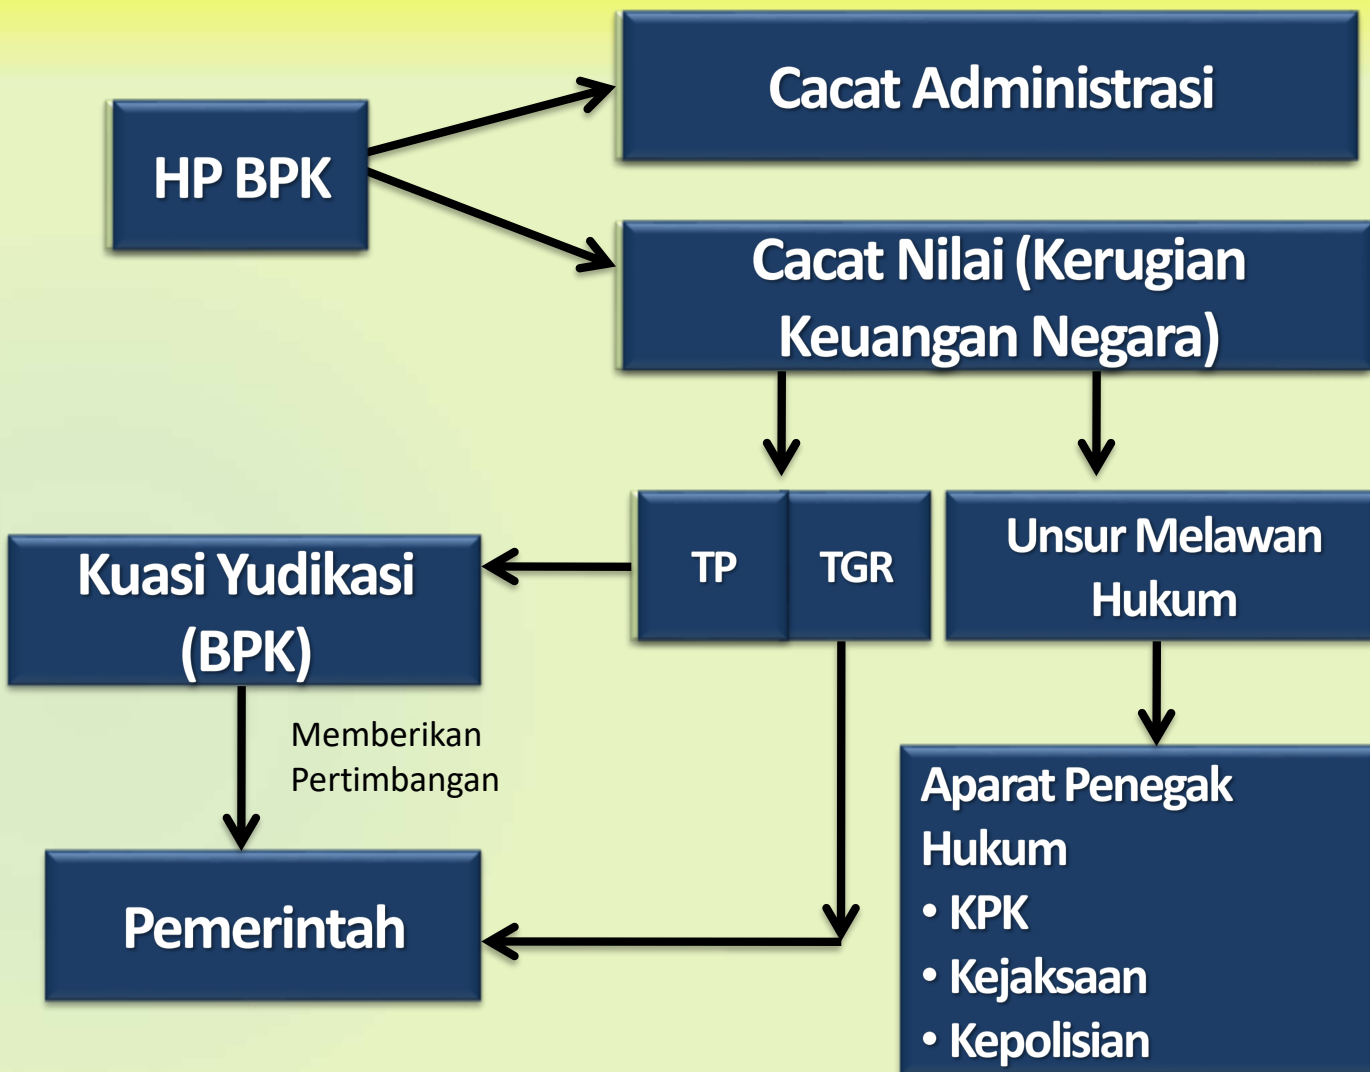 Cacat Administrasi
HP BPK
Cacat Nilai (Kerugian
Keuangan Negara)
TP
TGR
Unsur Melawan
Hukum
Kuasi Yudikasi
(BPK)
Memberikan
Pertimbangan
Pemerintah
Aparat Penegak
Hukum
• KPK
• Kejaksaan
• Kepolisian